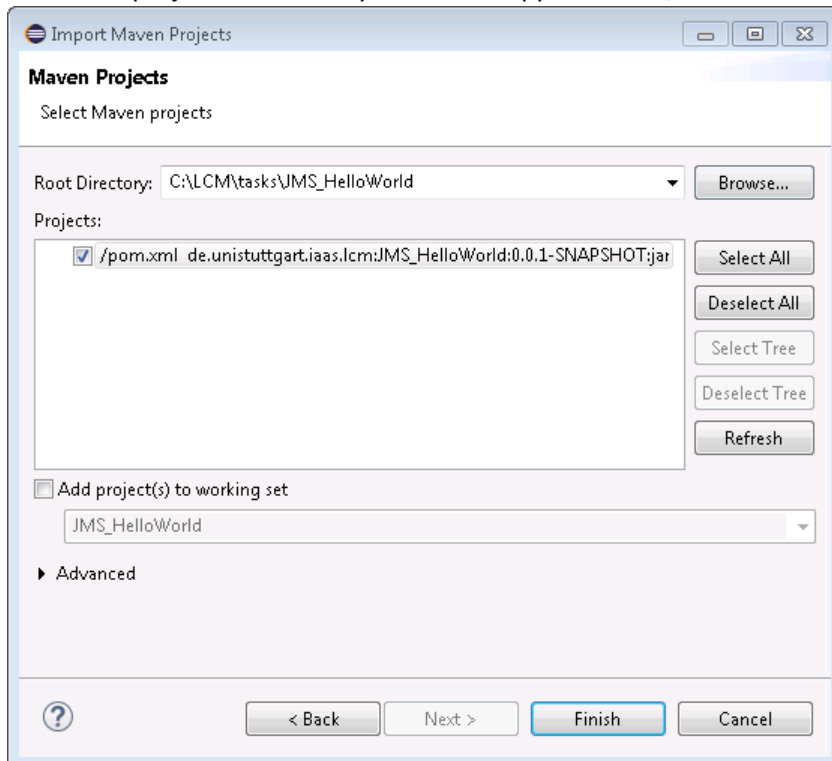 Import Maven Projects
Maven Projects
Select Maven projects
Root Directory: C:\LCM\tasks\JMS_HelloWorld Browse...
Projects:
/pom.xml de.unistuttgart.iaas.lcm:JMS_HelloWorld:0.0.1-SNAPSHOT:jar
Select All
Deselect All
Select Tree
Deselect Tree
Refresh
Add project(s) to working set
JMS_HelloWorld
Advanced
? < Back Next > Finish Cancel